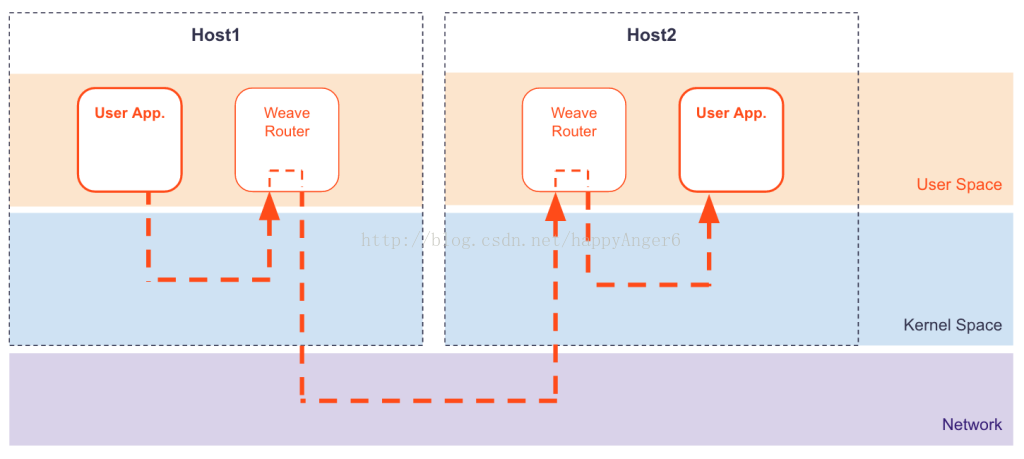 Host1
Host2
User App.
Weave
Router
Weave
Router
User App.
User Space
http://blog.csdn.net/happyAnger6
Kernel Space
Network